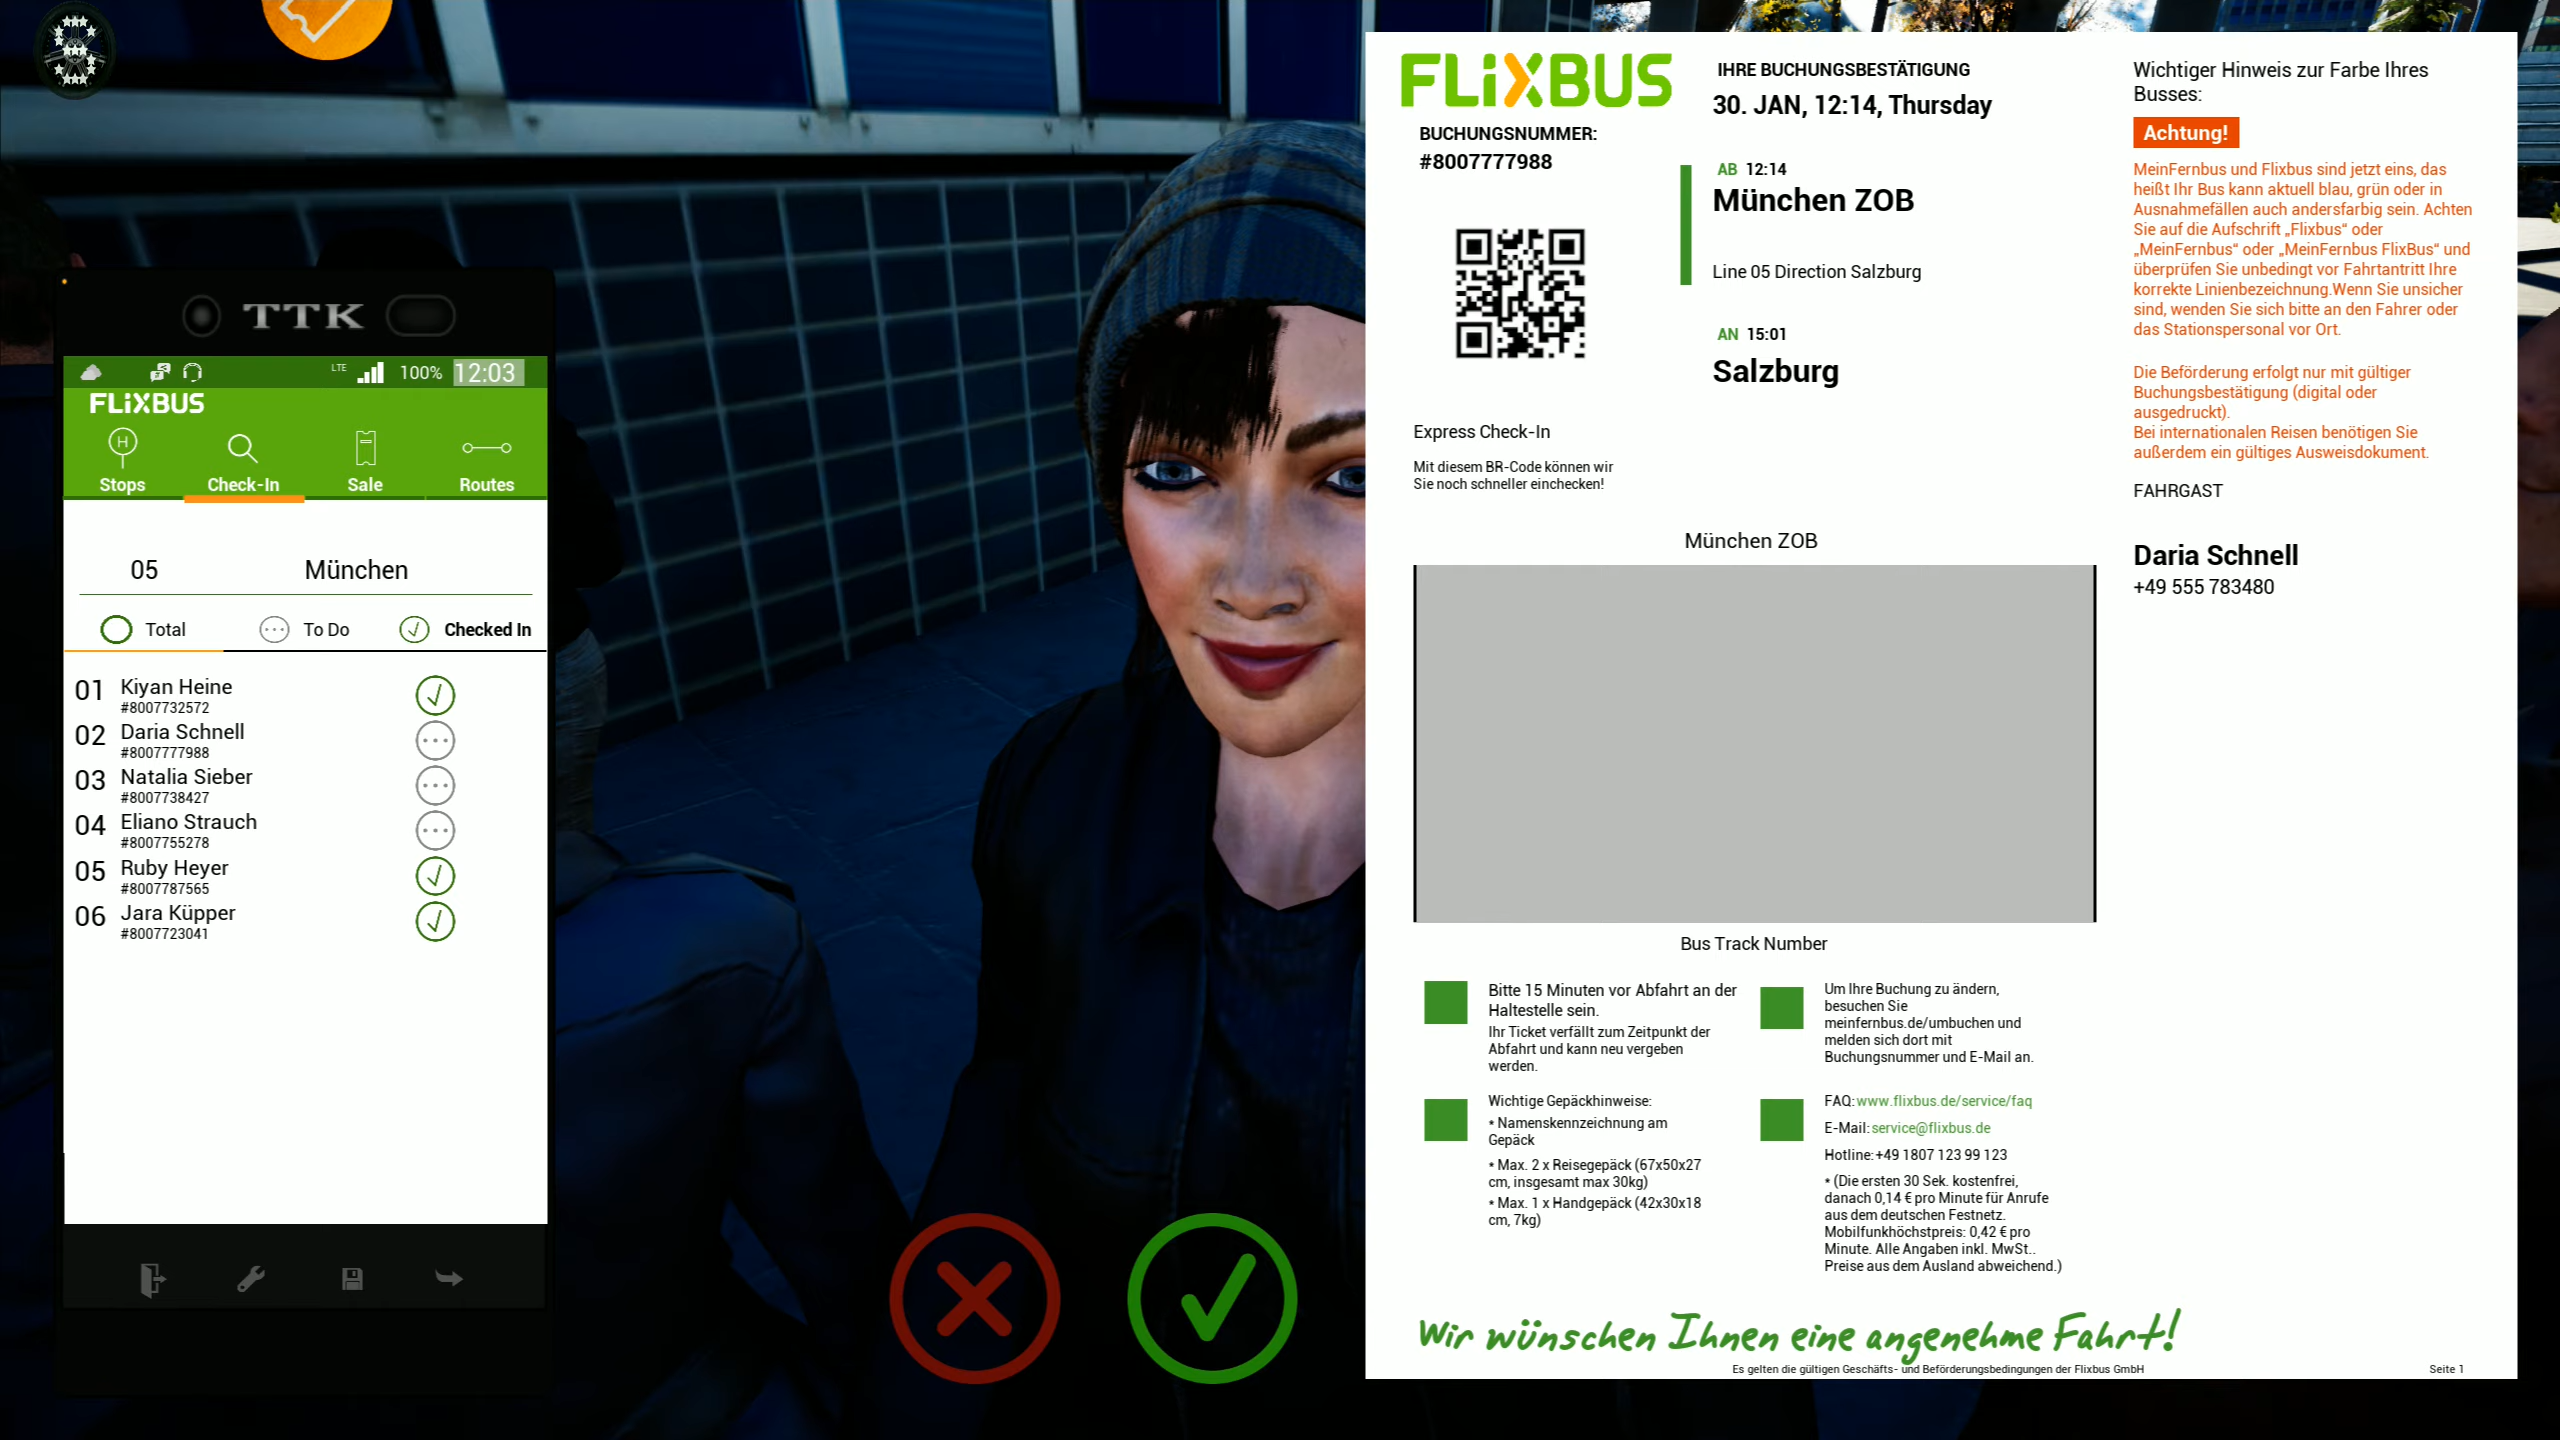 TTK
LTE 100% 12:03
FLiXBUS
Stops Check-In Sale Routes
05 München
Total To Do Checked In
01 Kiyan Heine
#8007732572
02 Daria Schnell
#8007777988
03 Natalia Sieber
#8007738427
04 Eliano Strauch
#8007755278
05 Ruby Heyer
#8007787565
06 Jara Küpper
#8007723041
FLiXBUS
BUCHUNGSNUMMER:
#8007777988
IHRE BUCHUNGSBESTÄTIGUNG
30. JAN, 12:14, Thursday
AB 12:14
München ZOB
Line 05 Direction Salzburg
AN 15:01
Salzburg
Express Check-In
Mit diesem BR-Code können wir
Sie noch schneller einchecken!
München ZOB
Bus Track Number
Bitte 15 Minuten vor Abfahrt an der
Haltestelle sein.
Ihr Ticket verfällt zum Zeitpunkt der
Abfahrt und kann neu vergeben
werden.
Um Ihre Buchung zu ändern,
besuchen Sie
meinfernbus.de/umbuchen und
melden sich dort mit
Buchungsnummer und E-Mail an.
Wichtige Gepäckhinweise:
* Namenskennzeichnung am
Gepäck
* Max. 2 x Reisegepäck (67x50x27
cm, insgesamt max 30kg)
* Max. 1 x Handgepäck (42x30x18
cm, 7kg)
FAQ: www.flixbus.de/service/faq
E-Mail: service@flixbus.de
Hotline: +49 1807 123 99 123
* (Die ersten 30 Sek. kostenfrei,
danach 0,14 € pro Minute für Anrufe
aus dem deutschen Festnetz.
Mobilfunkhöchstpreis: 0,42 € pro
Minute. Alle Angaben inkl. MwSt..
Preise aus dem Ausland abweichend.)
Wichtiger Hinweis zur Farbe Ihres
Busses:
Achtung!
MeinFernbus und Flixbus sind jetzt eins, das
heißt Ihr Bus kann aktuell blau, grün oder in
Ausnahmefällen auch andersfarbig sein. Achten
Sie auf die Aufschrift „Flixbus“ oder
„MeinFernbus“ oder „MeinFernbus FlixBus“ und
überprüfen Sie unbedingt vor Fahrtantritt Ihre
korrekte Linienbezeichnung.Wenn Sie unsicher
sind, wenden Sie sich bitte an den Fahrer oder
das Stationspersonal vor Ort.
Die Beförderung erfolgt nur mit gültiger
Buchungsbestätigung (digital oder
ausgedruckt).
Bei internationalen Reisen benötigen Sie
außerdem ein gültiges Ausweisdokument.
FAHRGAST
Daria Schnell
+49 555 783480
Wir wünschen Ihnen eine angenehme Fahrt!
Es gelten die gültigen Geschäfts- und Beförderungsbedingungen der Flixbus GmbH
Seite 1